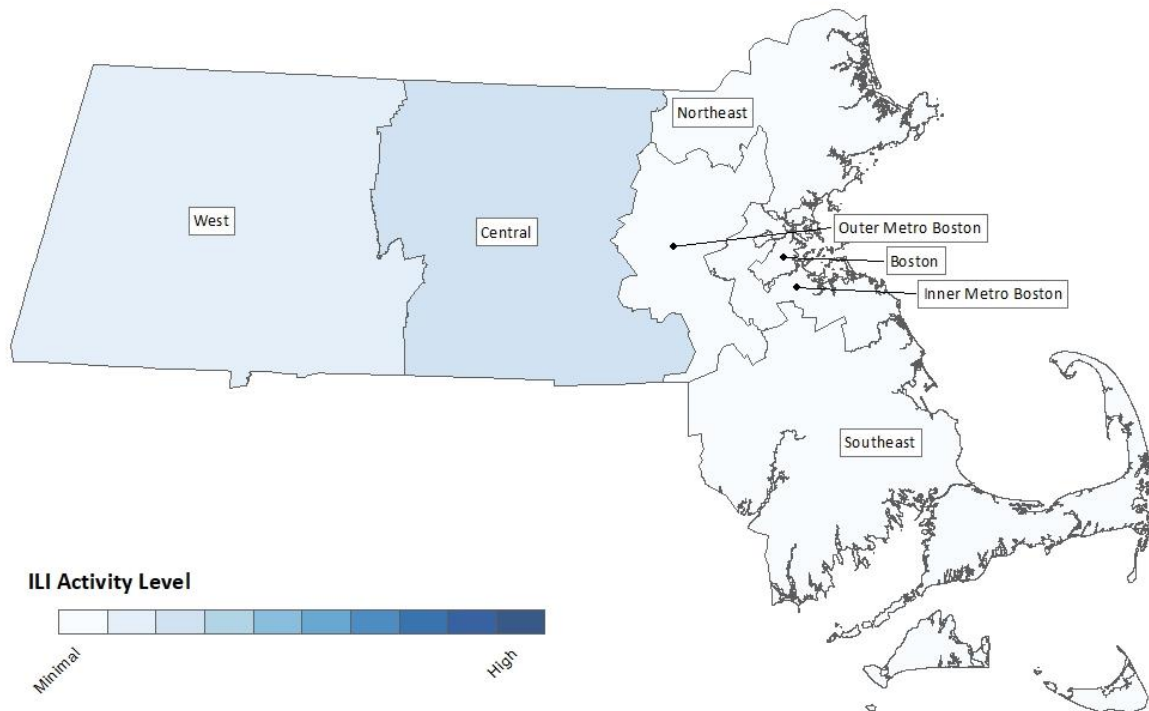 Northeast
West
Central
Outer Metro Boston
Boston
Inner Metro Boston
Southeast
ILI Activity Level
Minimal
High